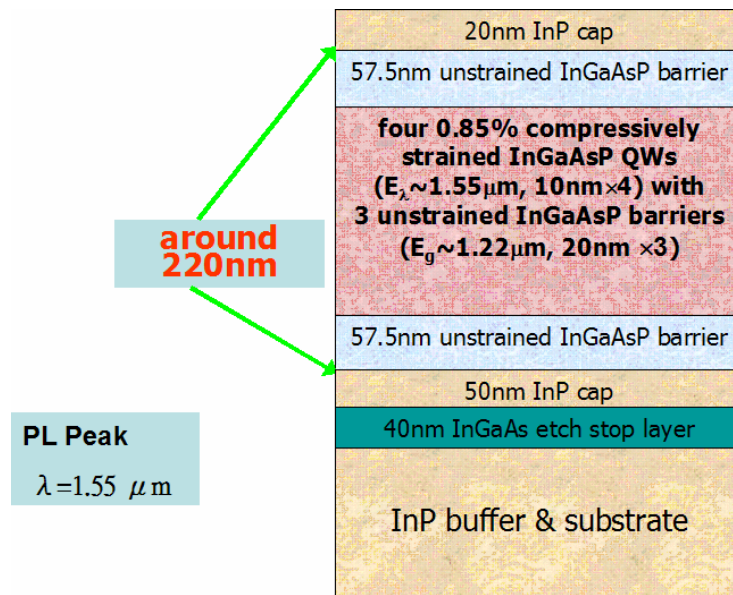 20nm InP cap
57.5nm unstrained InGaAsP barrier
four 0.85% compressively
strained InGaAsP QWs
(Eλ~1.55μm, 10nm×4) with
3 unstrained InGaAsP barriers
(Eg~1.22μm, 20nm ×3)
around
220nm
57.5nm unstrained InGaAsP barrier
50nm InP cap
40nm InGaAs etch stop layer
PL Peak
λ=1.55 μm
InP buffer & substrate